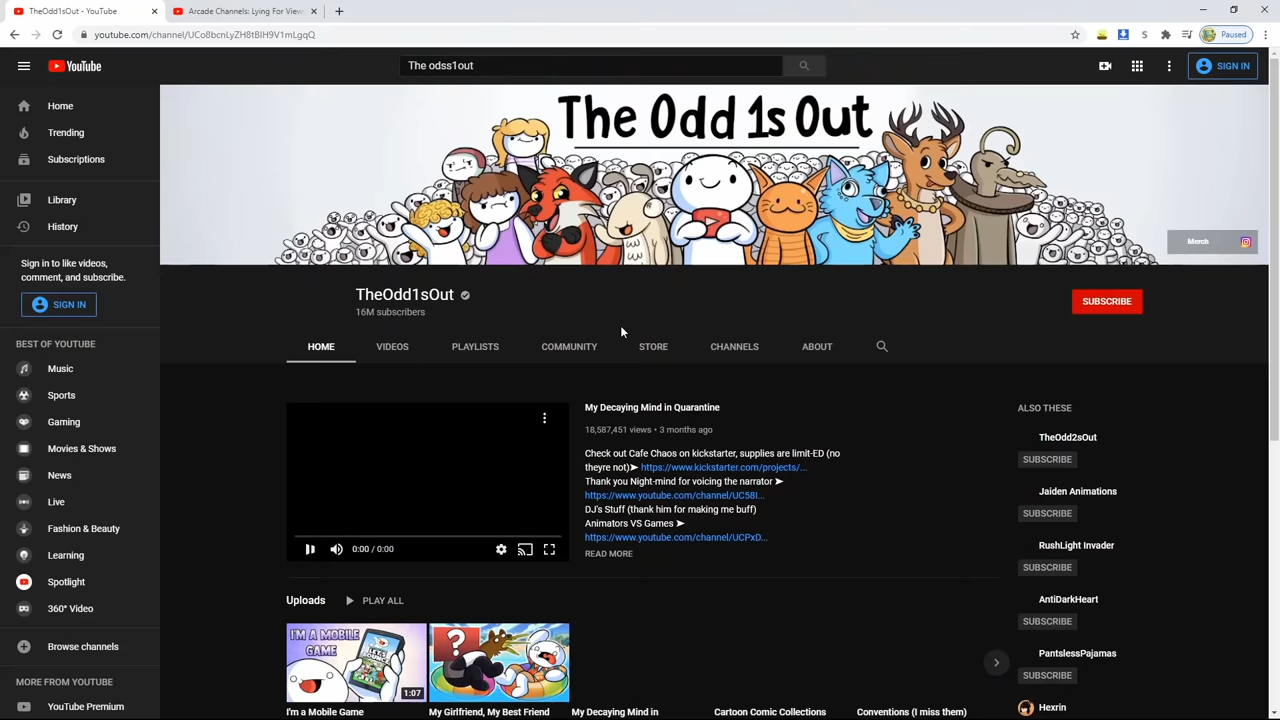 TheOdd1sOut - YouTube
Arcade Channels: Lying For View
youtube.com/channel/UCo8bcnLyZH8tBIH9V1mLgqQ
Paused
YouTube
The odss1out
SIGN IN
Home
Trending
Subscriptions
Library
History
Sign in to like videos,
comment, and subscribe.
SIGN IN
BEST OF YOUTUBE
Music
Sports
Gaming
Movies & Shows
News
Live
Fashion & Beauty
Learning
Spotlight
360° Video
Browse channels
MORE FROM YOUTUBE
YouTube Premium
The Odd 1s Out
Merch
TheOdd1sOut
16M subscribers
SUBSCRIBE
HOME
VIDEOS
PLAYLISTS
COMMUNITY
STORE
CHANNELS
ABOUT
0:00 / 0:00
My Decaying Mind in Quarantine
18,587,451 views • 3 months ago
Check out Cafe Chaos on kickstarter, supplies are limit-ED (no
theyre not)➤ https://www.kickstarter.com/projects/...
Thank you Night-mind for voicing the narrator ➤
https://www.youtube.com/channel/UC58I...
DJ's Stuff (thank him for making me buff)
Animators VS Games ➤
https://www.youtube.com/channel/UCPxD...
READ MORE
ALSO THESE
TheOdd2sOut
SUBSCRIBE
Jaiden Animations
SUBSCRIBE
RushLight Invader
SUBSCRIBE
AntiDarkHeart
SUBSCRIBE
PantslessPajamas
SUBSCRIBE
Hexrin
Uploads
PLAY ALL
I'M A MOBILE
GAME
1:07
?
I'm a Mobile Game
My Girlfriend, My Best Friend
My Decaying Mind in
Cartoon Comic Collections
Conventions (I miss them)